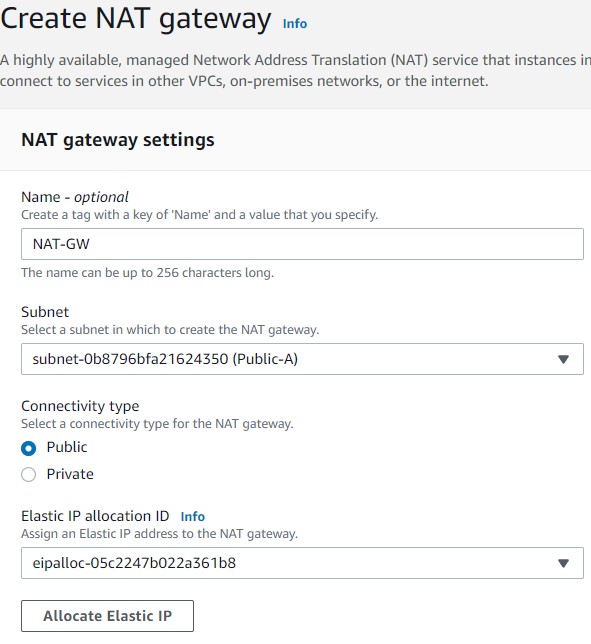 Create NAT gateway Info
A highly available, managed Network Address Translation (NAT) service that instances in
connect to services in other VPCs, on-premises networks, or the internet.
NAT gateway settings
Name - optional
Create a tag with a key of 'Name' and a value that you specify.
NAT-GW
The name can be up to 256 characters long.
Subnet
Select a subnet in which to create the NAT gateway.
subnet-0b8796bfa21624350 (Public-A)
Connectivity type
Select a connectivity type for the NAT gateway.
Public
Private
Elastic IP allocation ID Info
Assign an Elastic IP address to the NAT gateway.
eipalloc-05c2247b022a361b8
Allocate Elastic IP